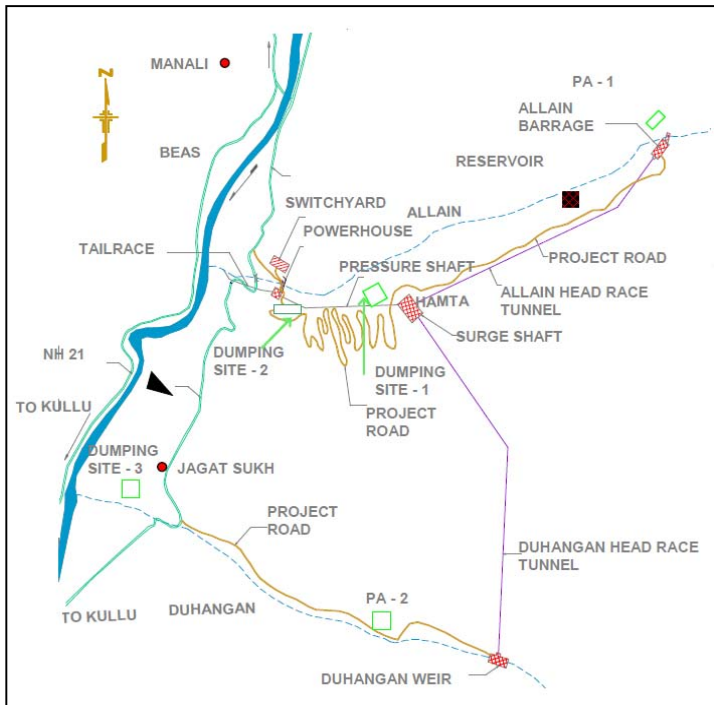 MANALI
PA - 1
ALLAIN
BARRAGE
N
BEAS
RESERVOIR
SWITCHYARD
ALLAIN
POWERHOUSE
TAILRACE
PRESSURE SHAFT
PROJECT ROAD
HAMTA
ALLAIN HEAD RACE
TUNNEL
SURGE SHAFT
NH 21
DUMPING
SITE - 2
DUMPING
SITE - 1
TO KULLU
PROJECT
ROAD
DUMPING
SITE - 3
JAGAT SUKH
PROJECT
ROAD
DUHANGAN HEAD RACE
TUNNEL
TO KULLU
DUHANGAN
PA - 2
DUHANGAN WEIR